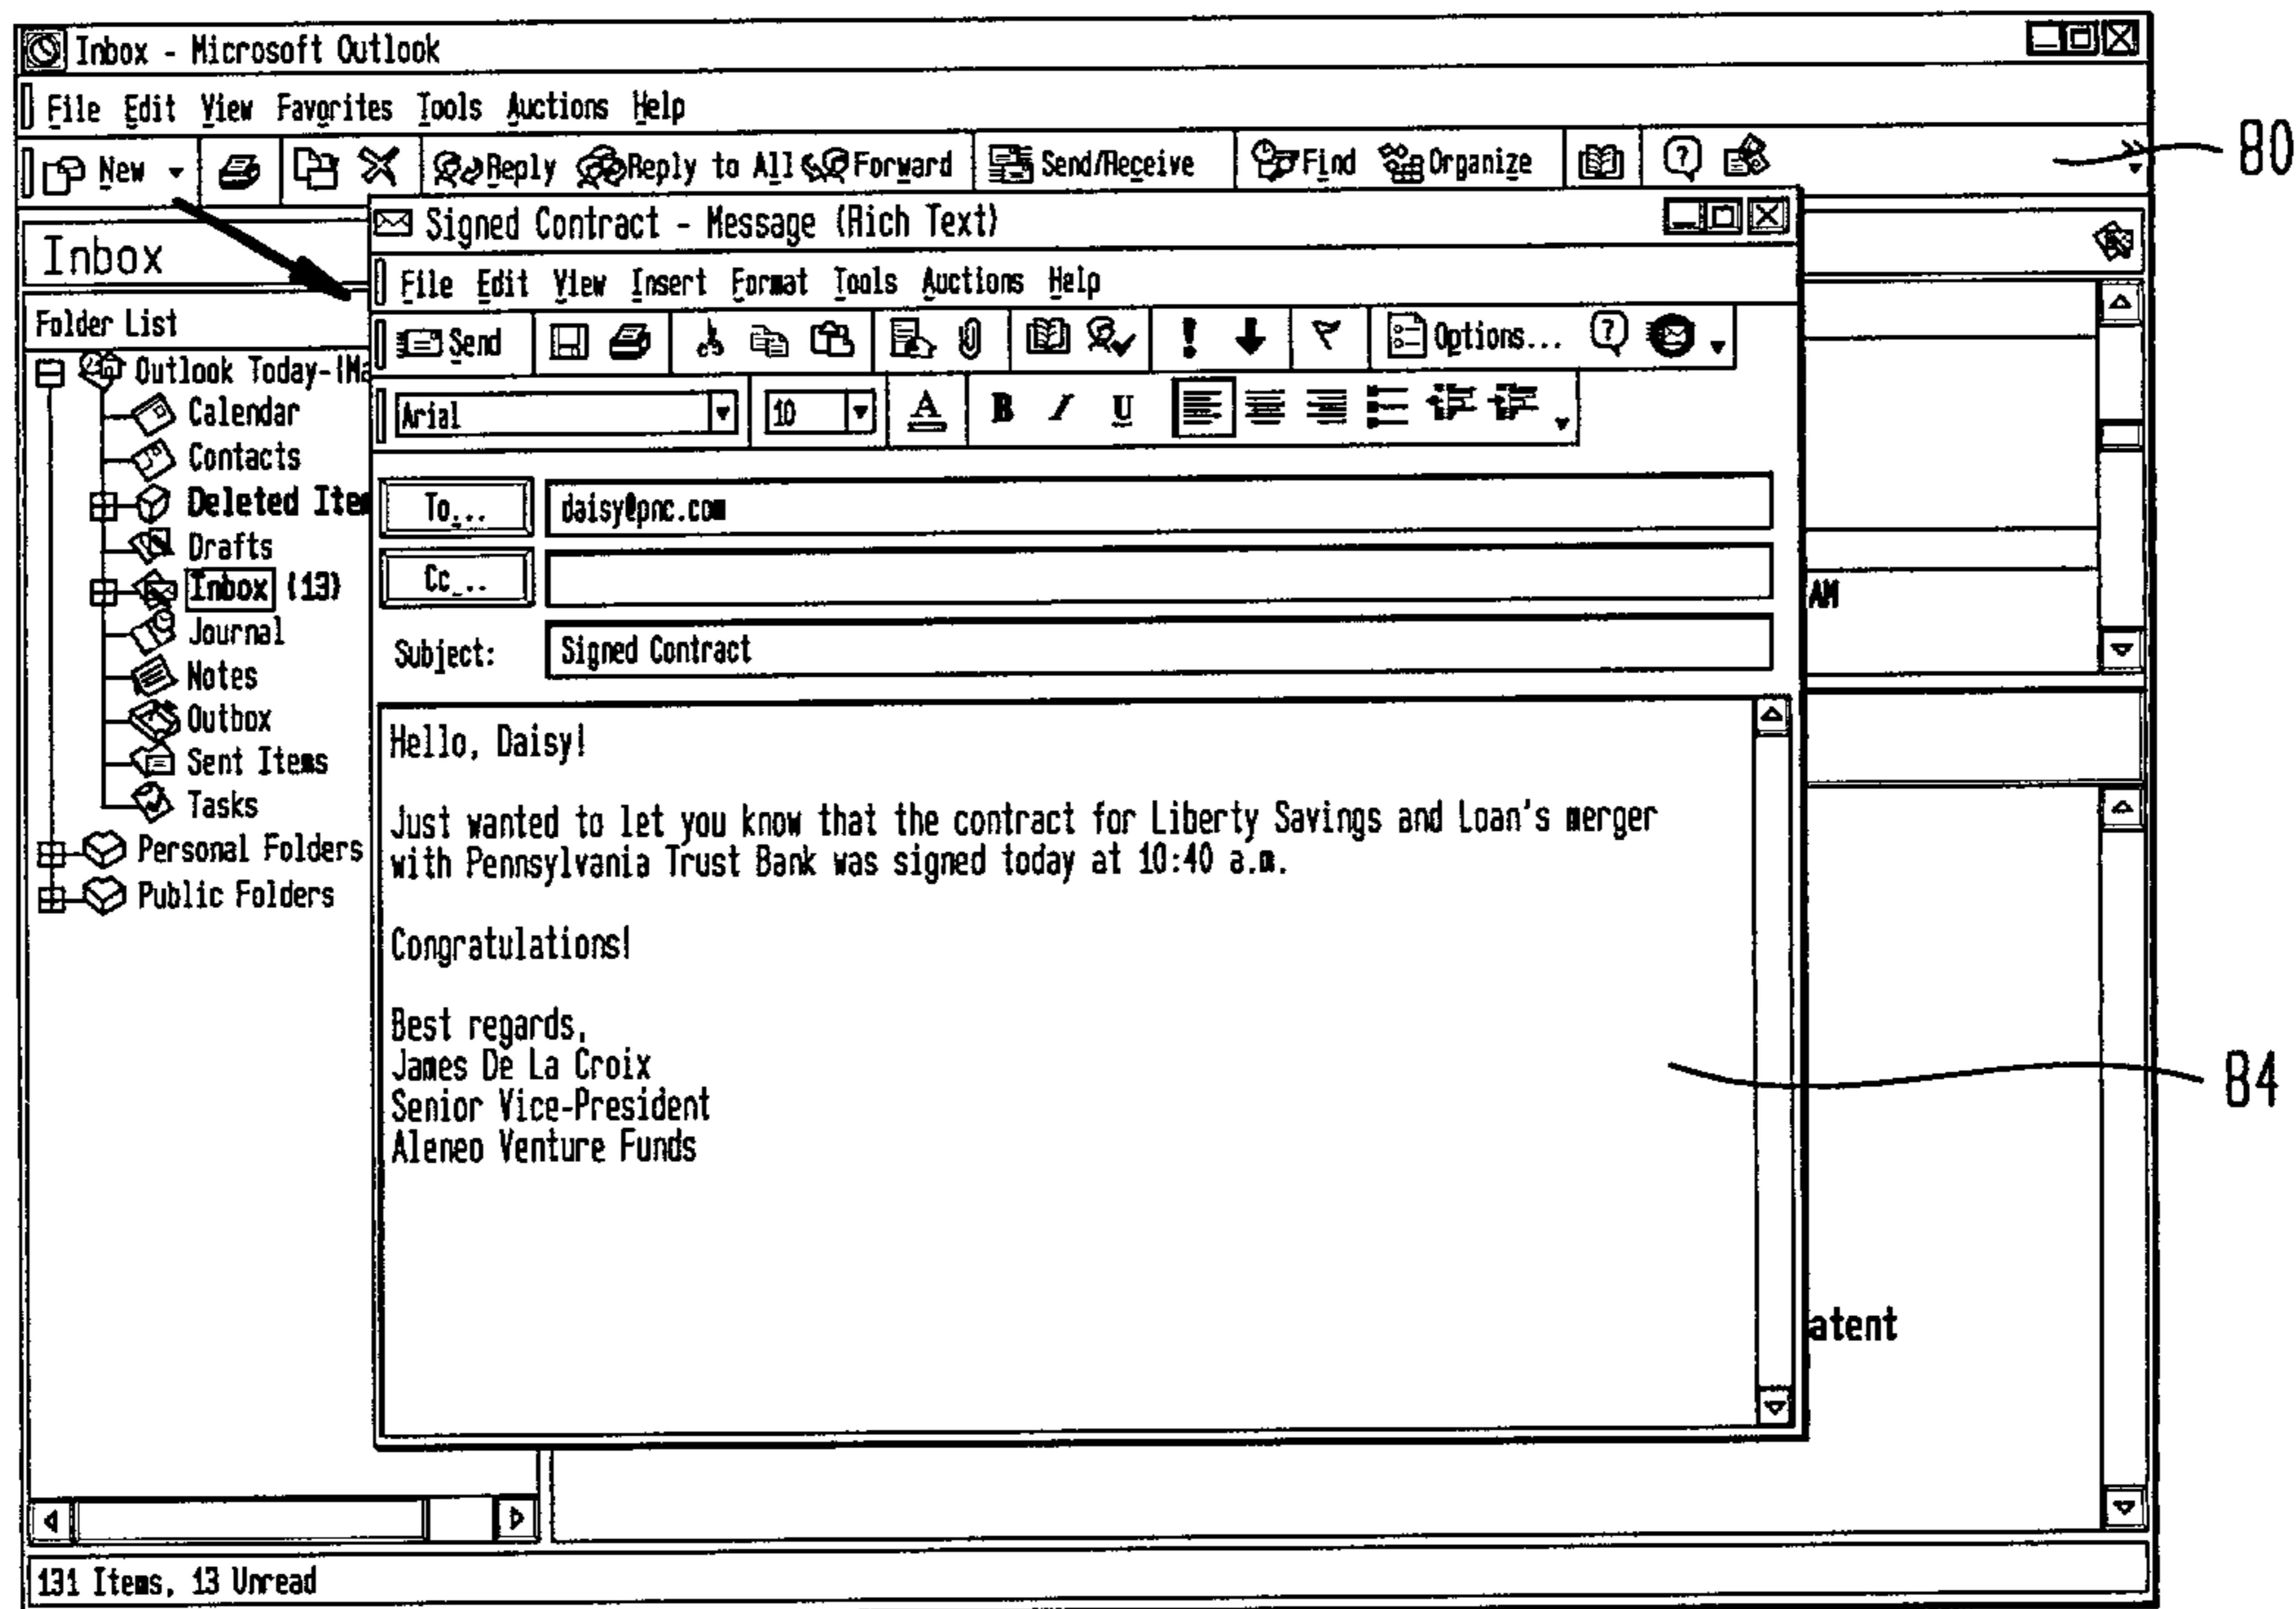 Inbox - Microsoft Outlook
File Edit View Favorites Tools Auctions Help
New Reply Reply to All Forward Send/Receive Find Organize
80
Signed Contract - Message (Rich Text)
Inbox
File Edit View Insert Format Tools Auctions Help
Folder List
Send Options...
Outlook Today-(Ma
Arial 10 A B I U
Calendar
Contacts
Deleted Ite
To... daisy@pnc.com
Drafts
Cc...
Inbox (13)
AM
Journal
Subject: Signed Contract
Notes
Outbox
Hello, Daisy!
Sent Items
Tasks
Just wanted to let you know that the contract for Liberty Savings and Loan's merger
with Pennsylvania Trust Bank was signed today at 10:40 a.m.
Personal Folders
Public Folders
Congratulations!
Best regards,
James De La Croix
84
Senior Vice-President
Aleneo Venture Funds
atent
131 Items, 13 Unread